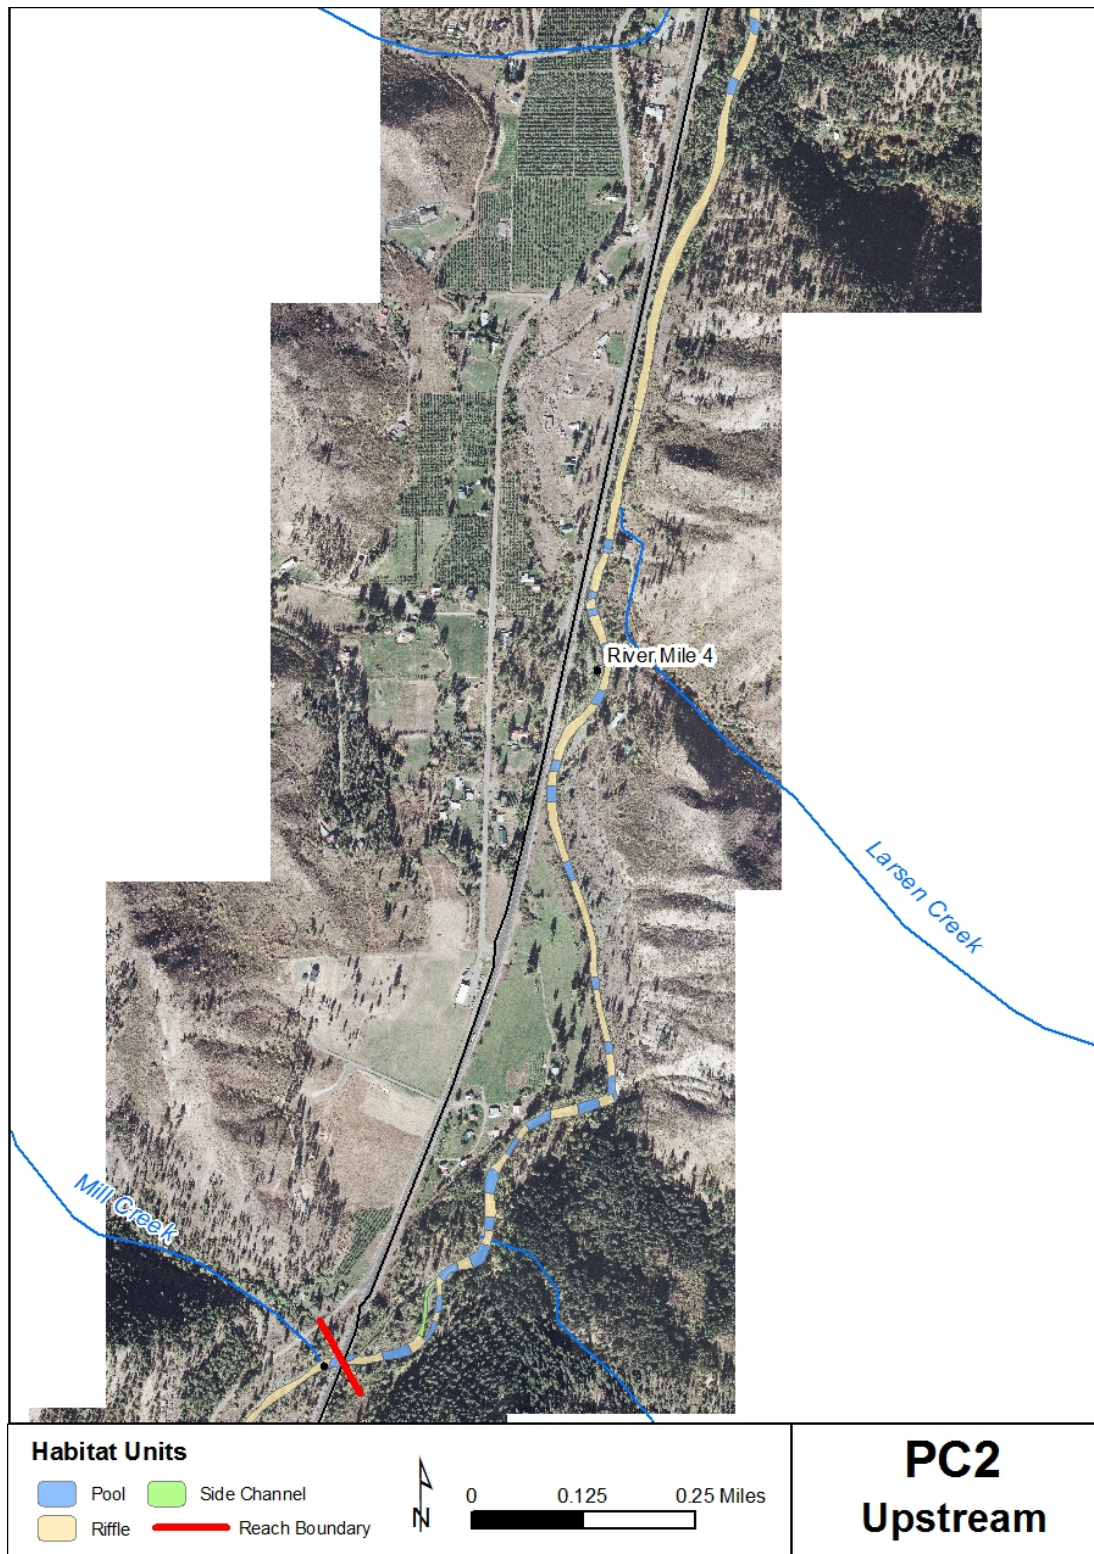 River Mile 4
Larsen Creek
Mill Creek
Habitat Units
Pool
Side Channel
Riffle
Reach Boundary
N
0 0.125 0.25 Miles
PC2
Upstream